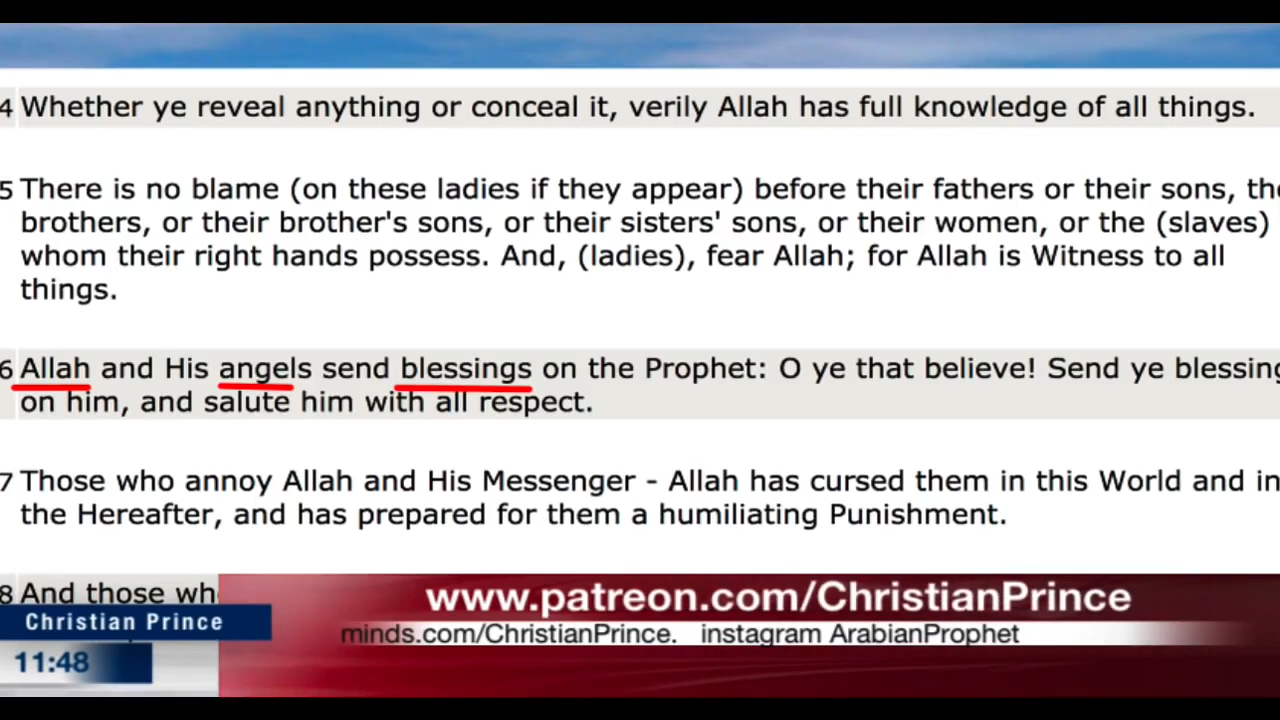 4 Whether ye reveal anything or conceal it, verily Allah has full knowledge of all things.
5 There is no blame (on these ladies if they appear) before their fathers or their sons, the
brothers, or their brother's sons, or their sisters' sons, or their women, or the (slaves)
whom their right hands possess. And, (ladies), fear Allah; for Allah is Witness to all
things.
6 Allah and His angels send blessings on the Prophet: O ye that believe! Send ye blessing
on him, and salute him with all respect.
7 Those who annoy Allah and His Messenger - Allah has cursed them in this World and in
the Hereafter, and has prepared for them a humiliating Punishment.
8 And those wh
www.patreon.com/ChristianPrince
Christian Prince
minds.com/ChristianPrince. instagram ArabianProphet
11:48